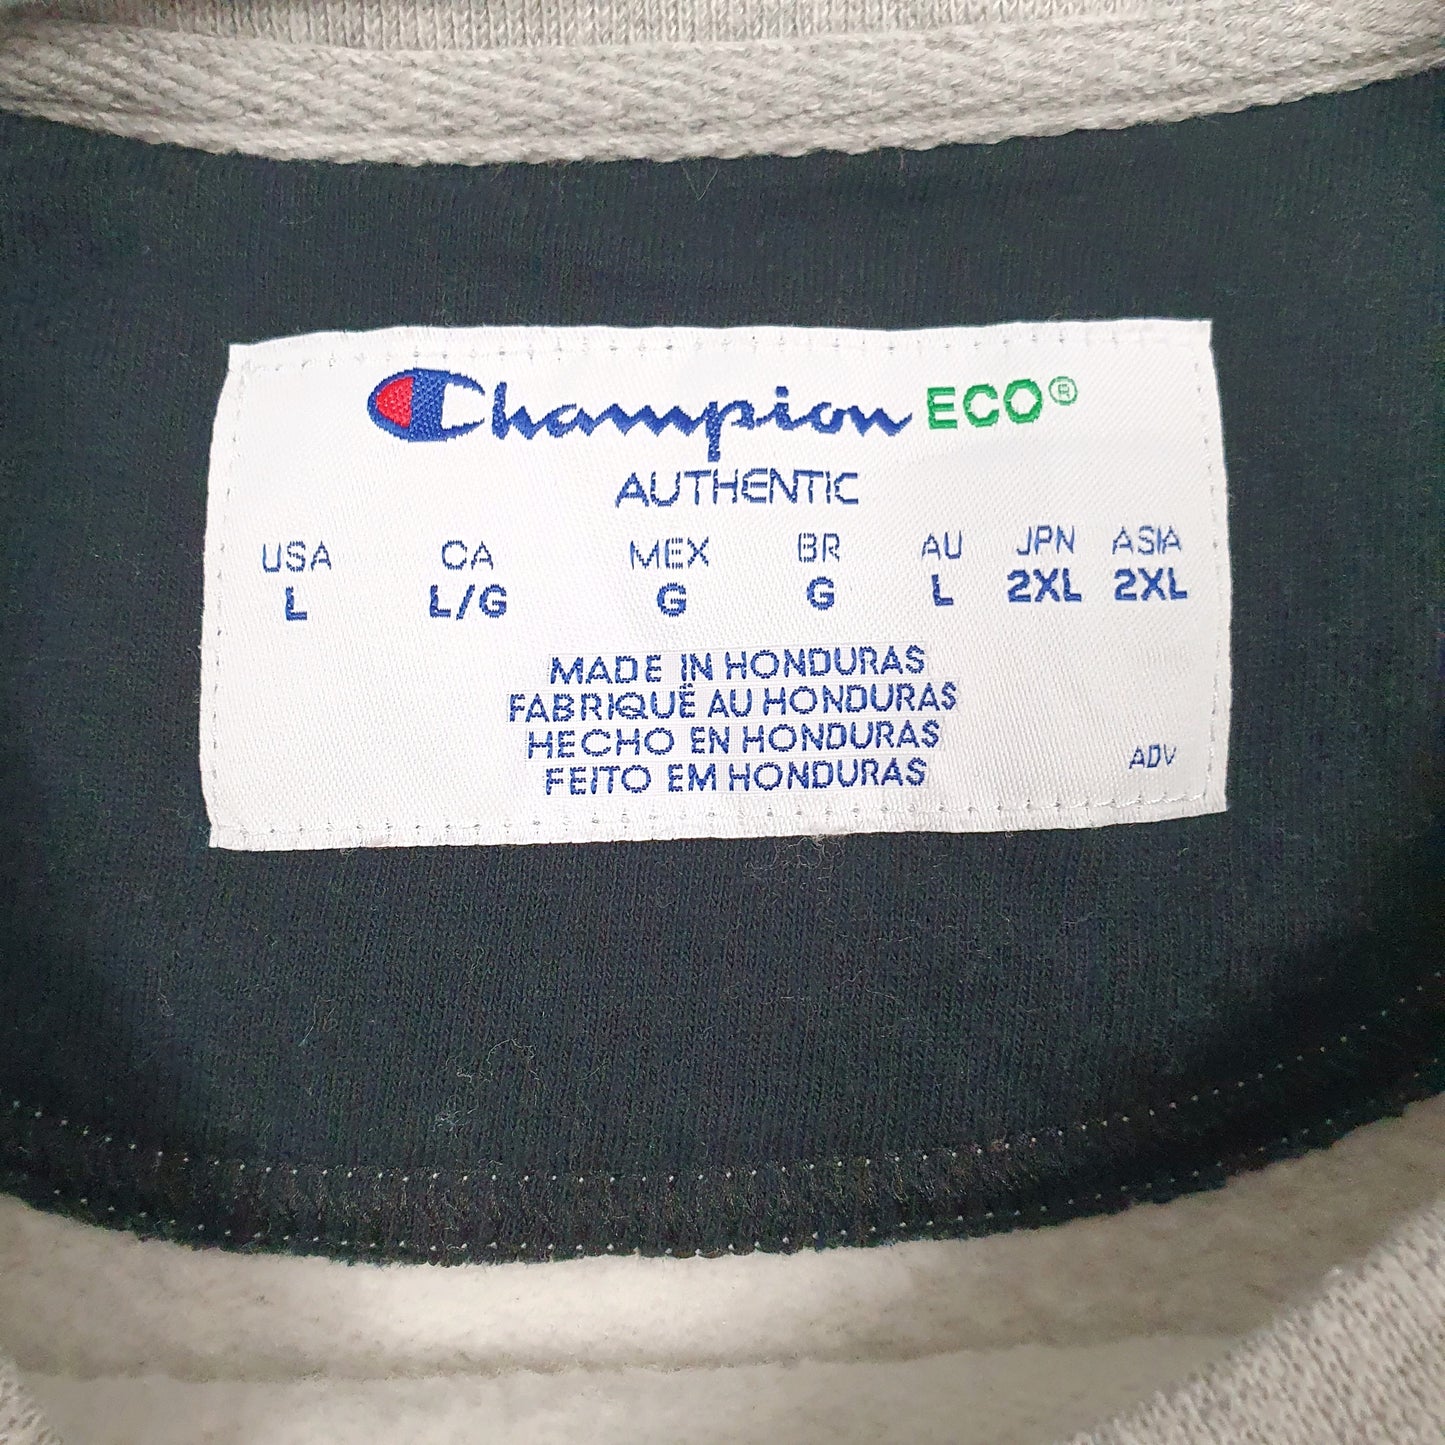 Champion ECO®
AUTHENTIC
USA CA MEX BR AU JPN ASIA
L L/G G G L 2XL 2XL
MADE IN HONDURAS
FABRIQUÉ AU HONDURAS
HECHO EN HONDURAS
FEITO EM HONDURAS
ADV